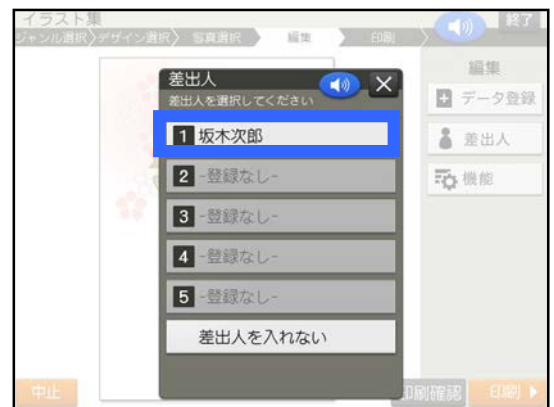 イラスト集
終了
ジャンル選択 デザイン選択 写真選択 編集 印刷
編集
差出人
差出人を選択してください
データ登録
1 坂木次郎
差出人
2 -登録なし-
機能
3 -登録なし-
4 -登録なし-
5 -登録なし-
差出人を入れない
中止
印刷確認
印刷